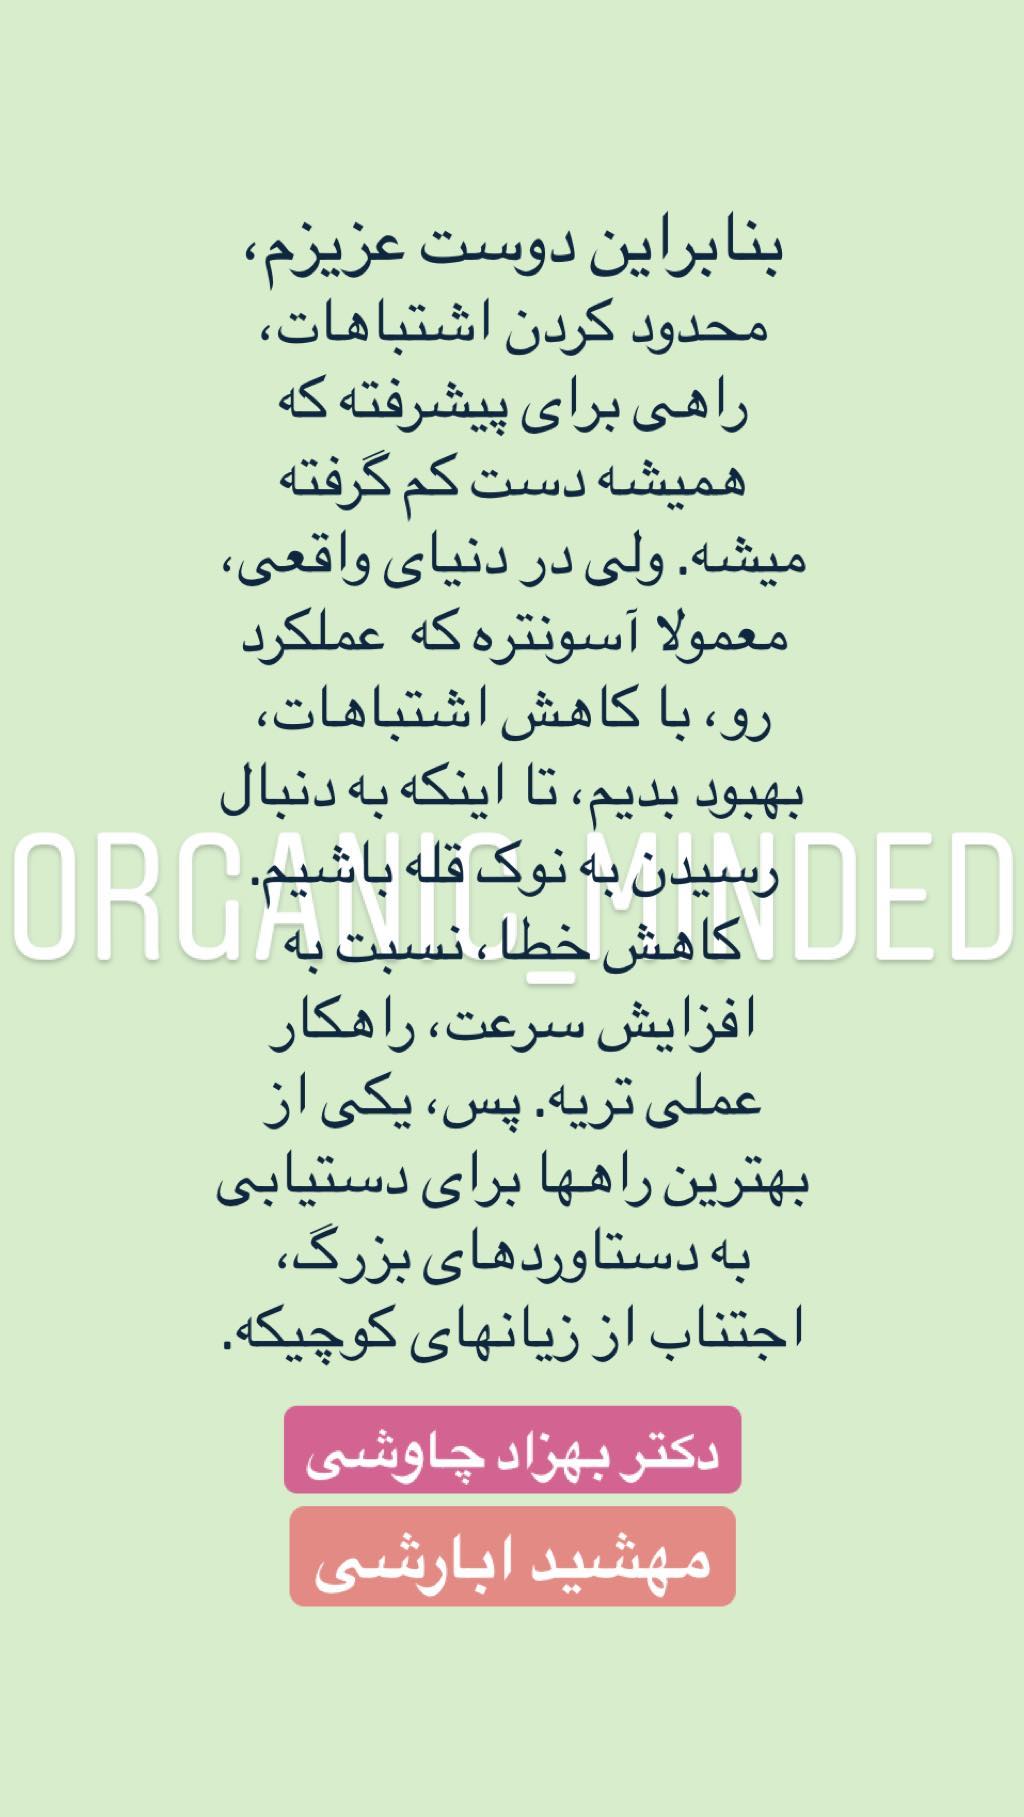 بنابراین دوست عزیزم،
محدود کردن اشتباهات،
راهی برای پیشرفته که
همیشه دست کم گرفته
میشه. ولی در دنیای واقعی،
معمولا آسونتره که عملکرد
رو، با کاهش اشتباهات،
بهبود بدیم، تا اینکه به دنبال
رسیدن به نوک قله باشیم.
ORGANIC_MINDED
کاهش خطا، نسبت به
افزایش سرعت، راهکار
عملی تریه. پس، یکی از
بهترین راهها برای دستیابی
به دستاوردهای بزرگ،
اجتناب از زیانهای کوچیکه.
دکتر بهزاد چاوشی
مهشید ابارشی